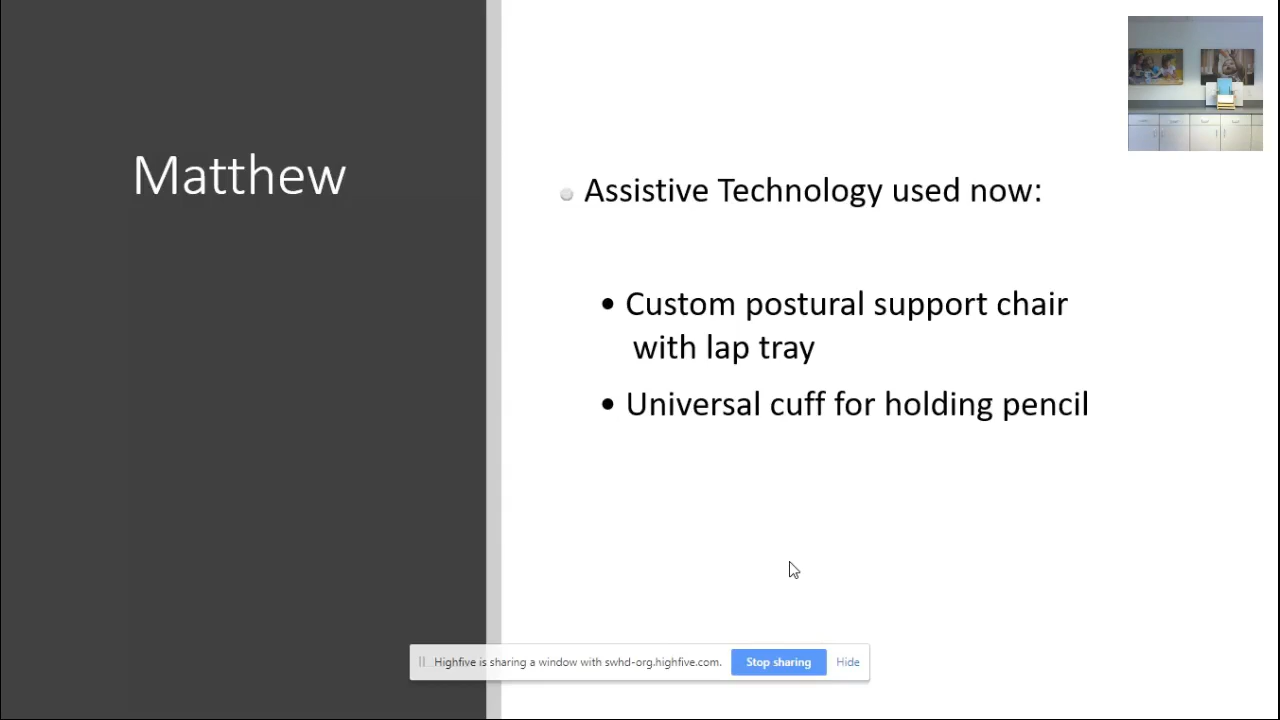 Matthew
Assistive Technology used now:
• Custom postural support chair
with lap tray
• Universal cuff for holding pencil
Highfive is sharing a window with swhd-org.highfive.com.
Stop sharing
Hide